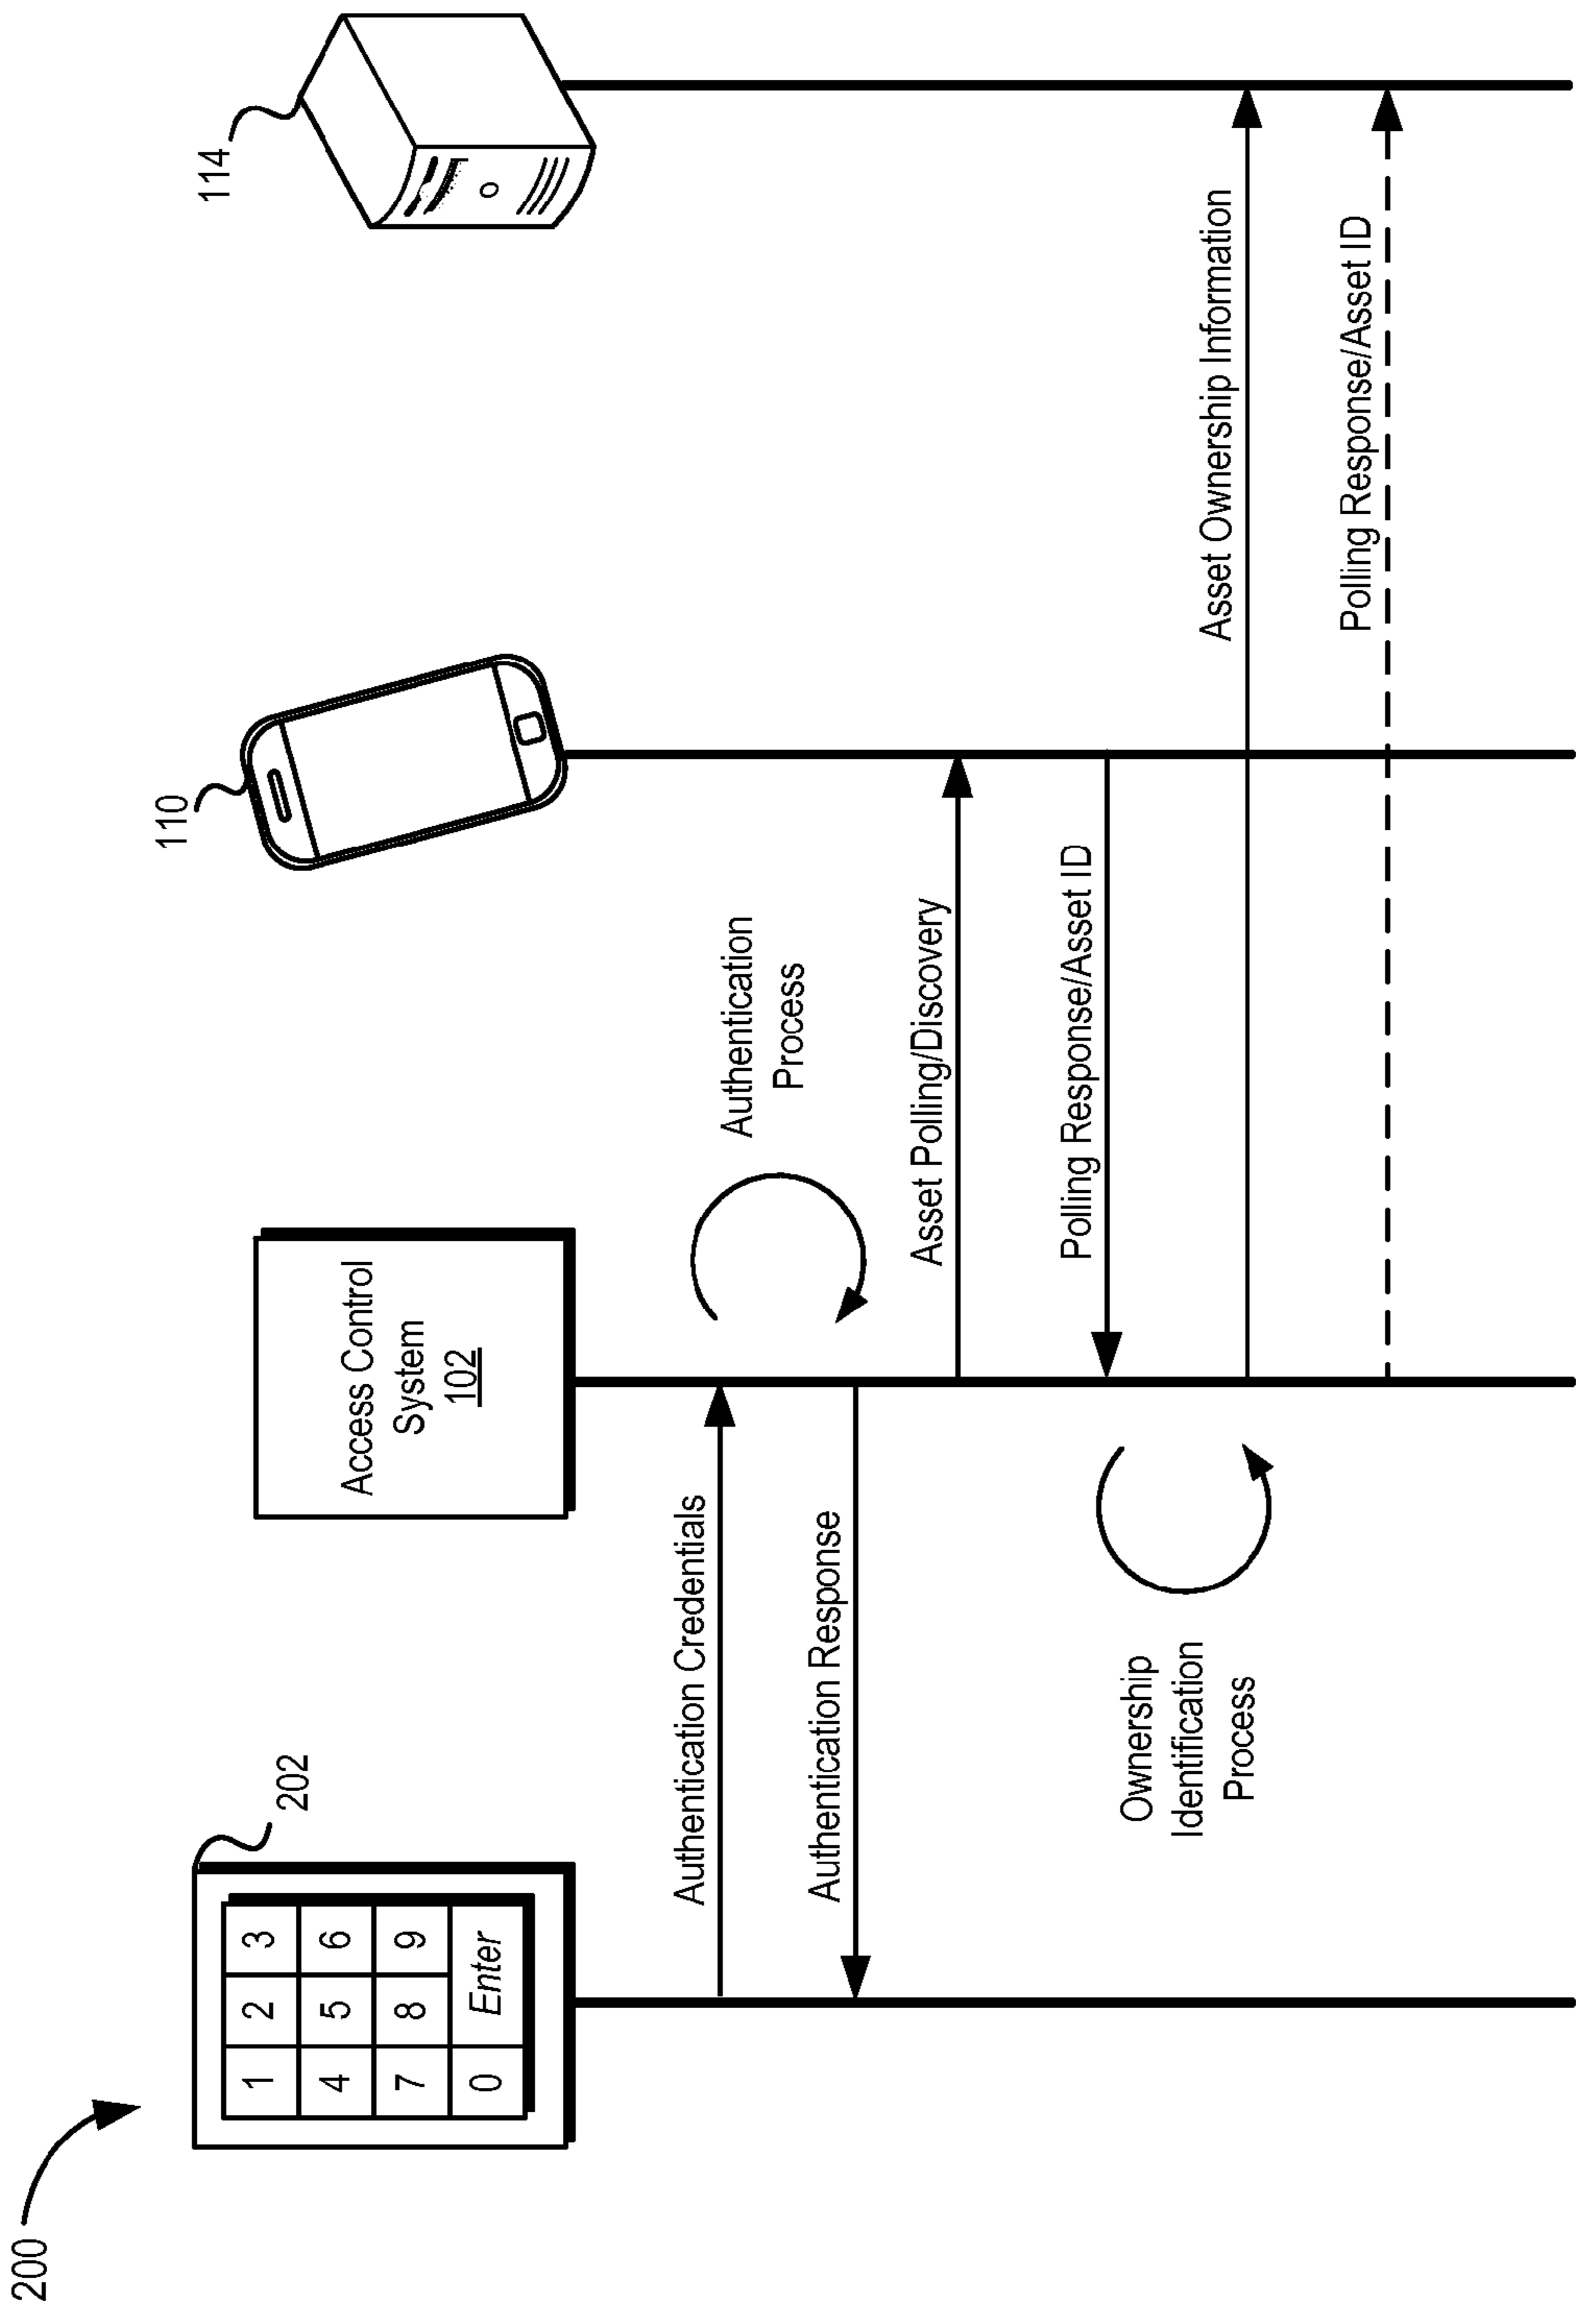 200
202
1 2 3
4 5 6
7 8 9
0 Enter
Access Control
System
102
110
114
Authentication Credentials
Authentication
Process
Authentication Response
Asset Polling/Discovery
Polling Response/Asset ID
Ownership
Identification
Process
Asset Ownership Information
Polling Response/Asset ID